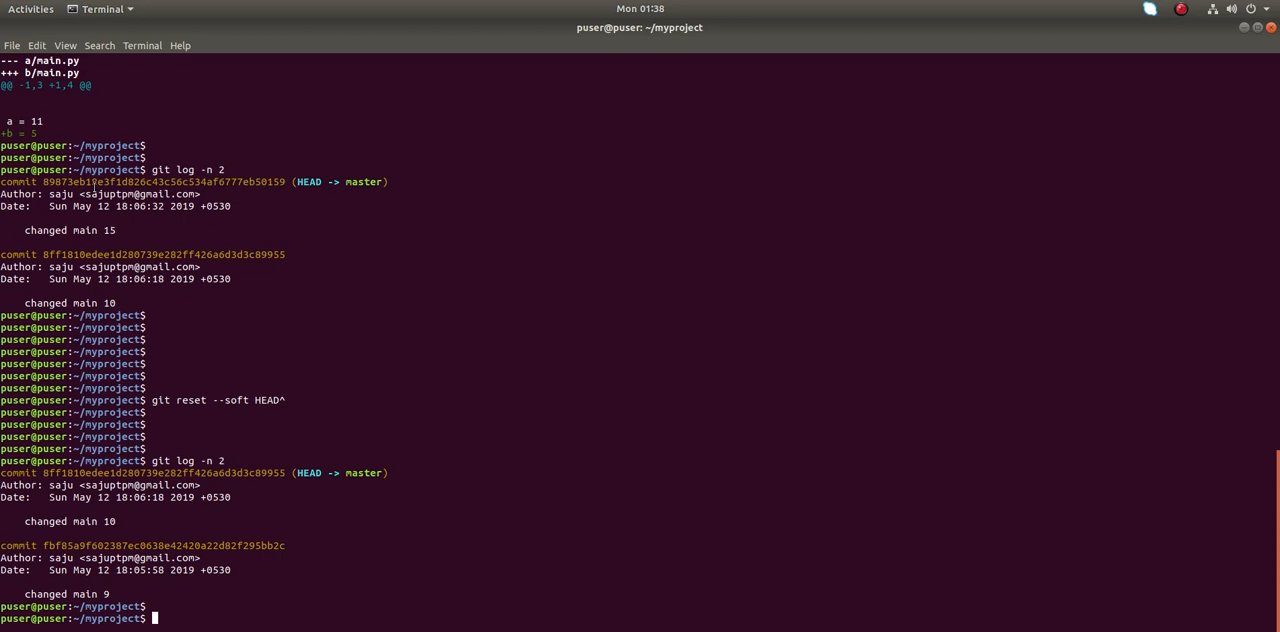 Activities Terminal Mon 01:38
puser@puser: ~/myproject
File Edit View Search Terminal Help
--- a/main.py
+++ b/main.py
@@ -1,3 +1,4 @@
a = 11
+b = 5
puser@puser:~/myproject$
puser@puser:~/myproject$
puser@puser:~/myproject$ git log -n 2
commit 89873eb12e3f1d826c43c56c534af6777eb50159 (HEAD -> master)
Author: saju <sajuptpm@gmail.com>
Date:   Sun May 12 18:06:32 2019 +0530
changed main 15
commit 8ff1810edee1d280739e282ff426a6d3d3c89955
Author: saju <sajuptpm@gmail.com>
Date:   Sun May 12 18:06:18 2019 +0530
changed main 10
puser@puser:~/myproject$
puser@puser:~/myproject$
puser@puser:~/myproject$
puser@puser:~/myproject$
puser@puser:~/myproject$
puser@puser:~/myproject$
puser@puser:~/myproject$
puser@puser:~/myproject$ git reset --soft HEAD^
puser@puser:~/myproject$
puser@puser:~/myproject$
puser@puser:~/myproject$
puser@puser:~/myproject$
puser@puser:~/myproject$ git log -n 2
commit 8ff1810edee1d280739e282ff426a6d3d3c89955 (HEAD -> master)
Author: saju <sajuptpm@gmail.com>
Date:   Sun May 12 18:06:18 2019 +0530
changed main 10
commit fbf85a9f602387ec0638e42420a22d82f295bb2c
Author: saju <sajuptpm@gmail.com>
Date:   Sun May 12 18:05:58 2019 +0530
changed main 9
puser@puser:~/myproject$
puser@puser:~/myproject$